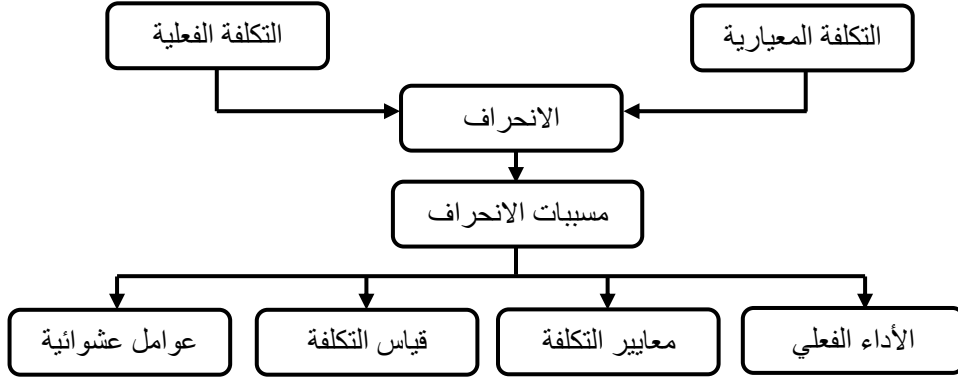 التكلفة المعيارية
التكلفة الفعلية
الانحراف
مسببات الانحراف
الأداء الفعلي
معايير التكلفة
قياس التكلفة
عوامل عشوائية